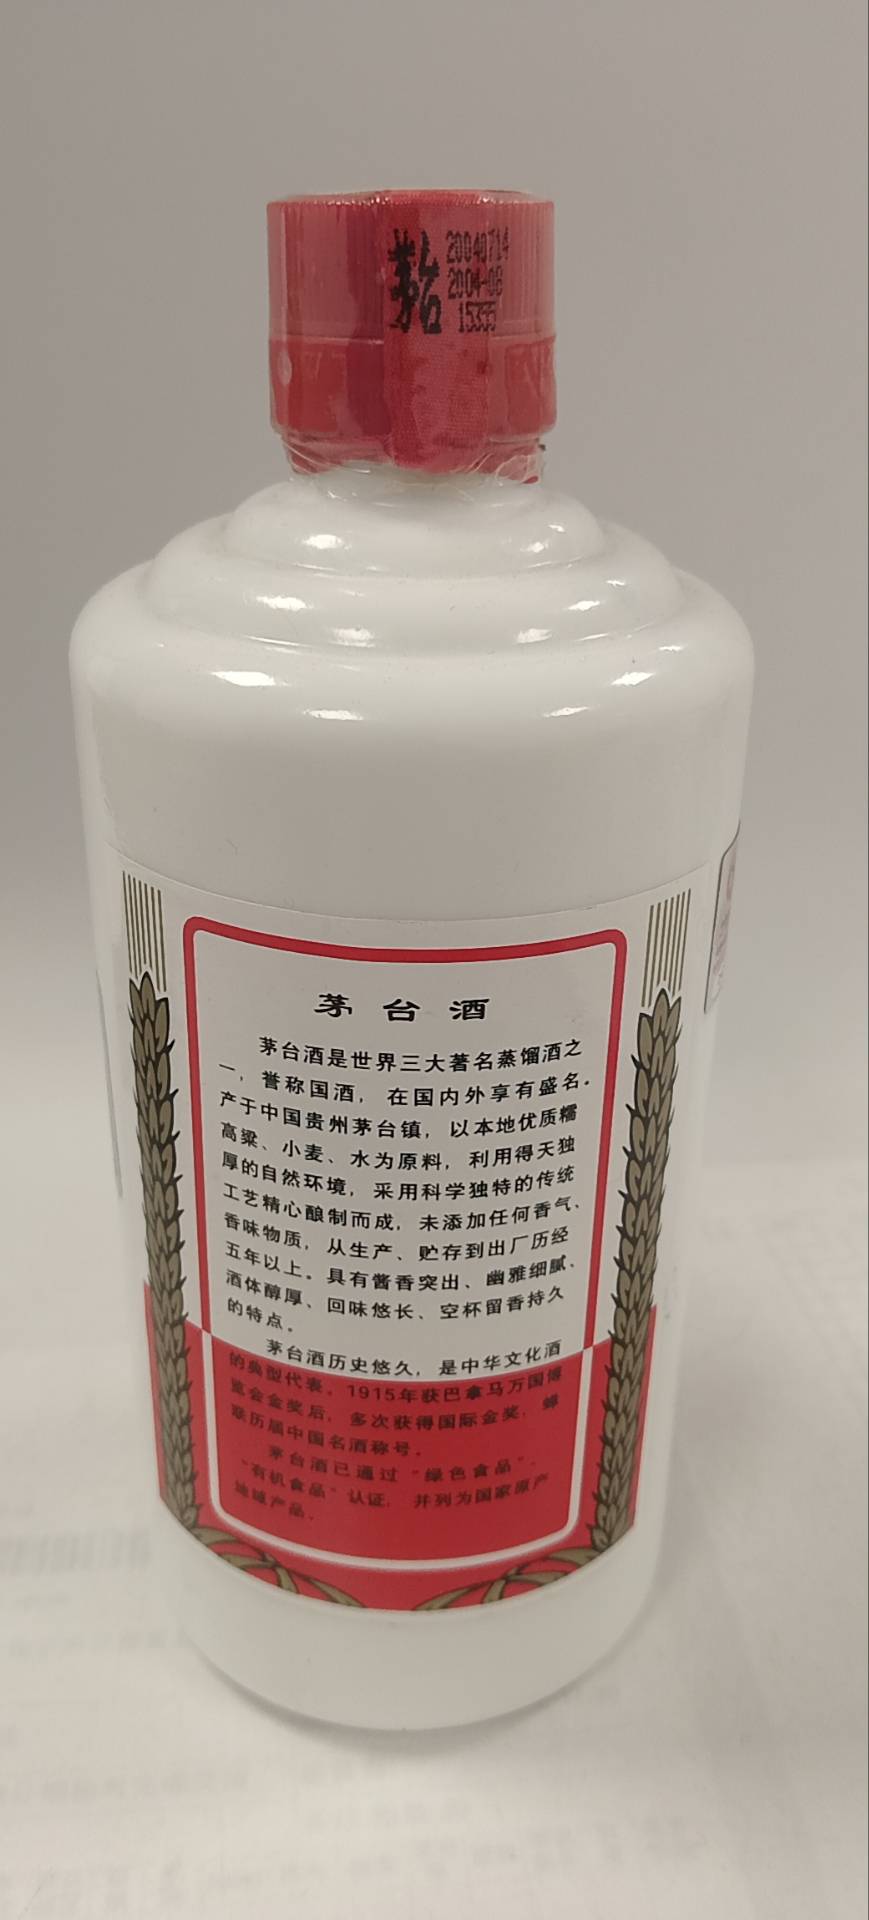 茅台
20040714
2004-08
15355
茅台酒
茅台酒是世界三大著名蒸馏酒之
一，誉称国酒，在国内外享有盛名。
产于中国贵州茅台镇，以本地优质糯
高粱、小麦、水为原料，利用得天独
厚的自然环境，采用科学独特的传统
工艺精心酿制而成，未添加任何香气、
香味物质，从生产、贮存到出厂历经
五年以上。具有酱香突出、幽雅细腻、
酒体醇厚、回味悠长、空杯留香持久
的特点。
茅台酒历史悠久，是中华文化酒
的典型代表。1915年获巴拿马万国博
览会金奖后，多次获得国际金奖，蝉
联历届中国名酒称号。
茅台酒已通过“绿色食品”、
“有机食品”认证，并列为国家原产
地域产品。